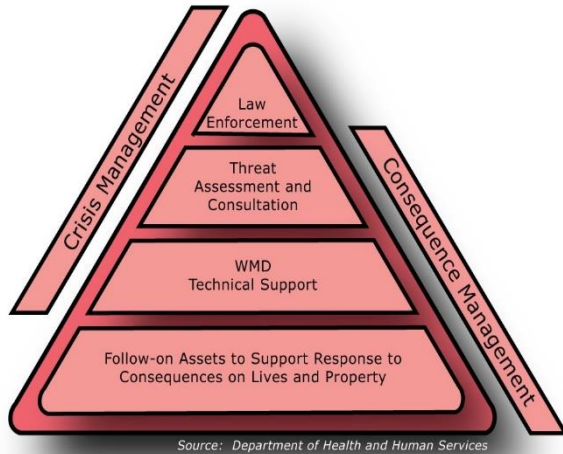 Crisis Management
Law
Enforcement
Threat
Assessment and
Consultation
WMD
Technical Support
Follow-on Assets to Support Response to
Consequences on Lives and Property
Consequence Management
Source: Department of Health and Human Services